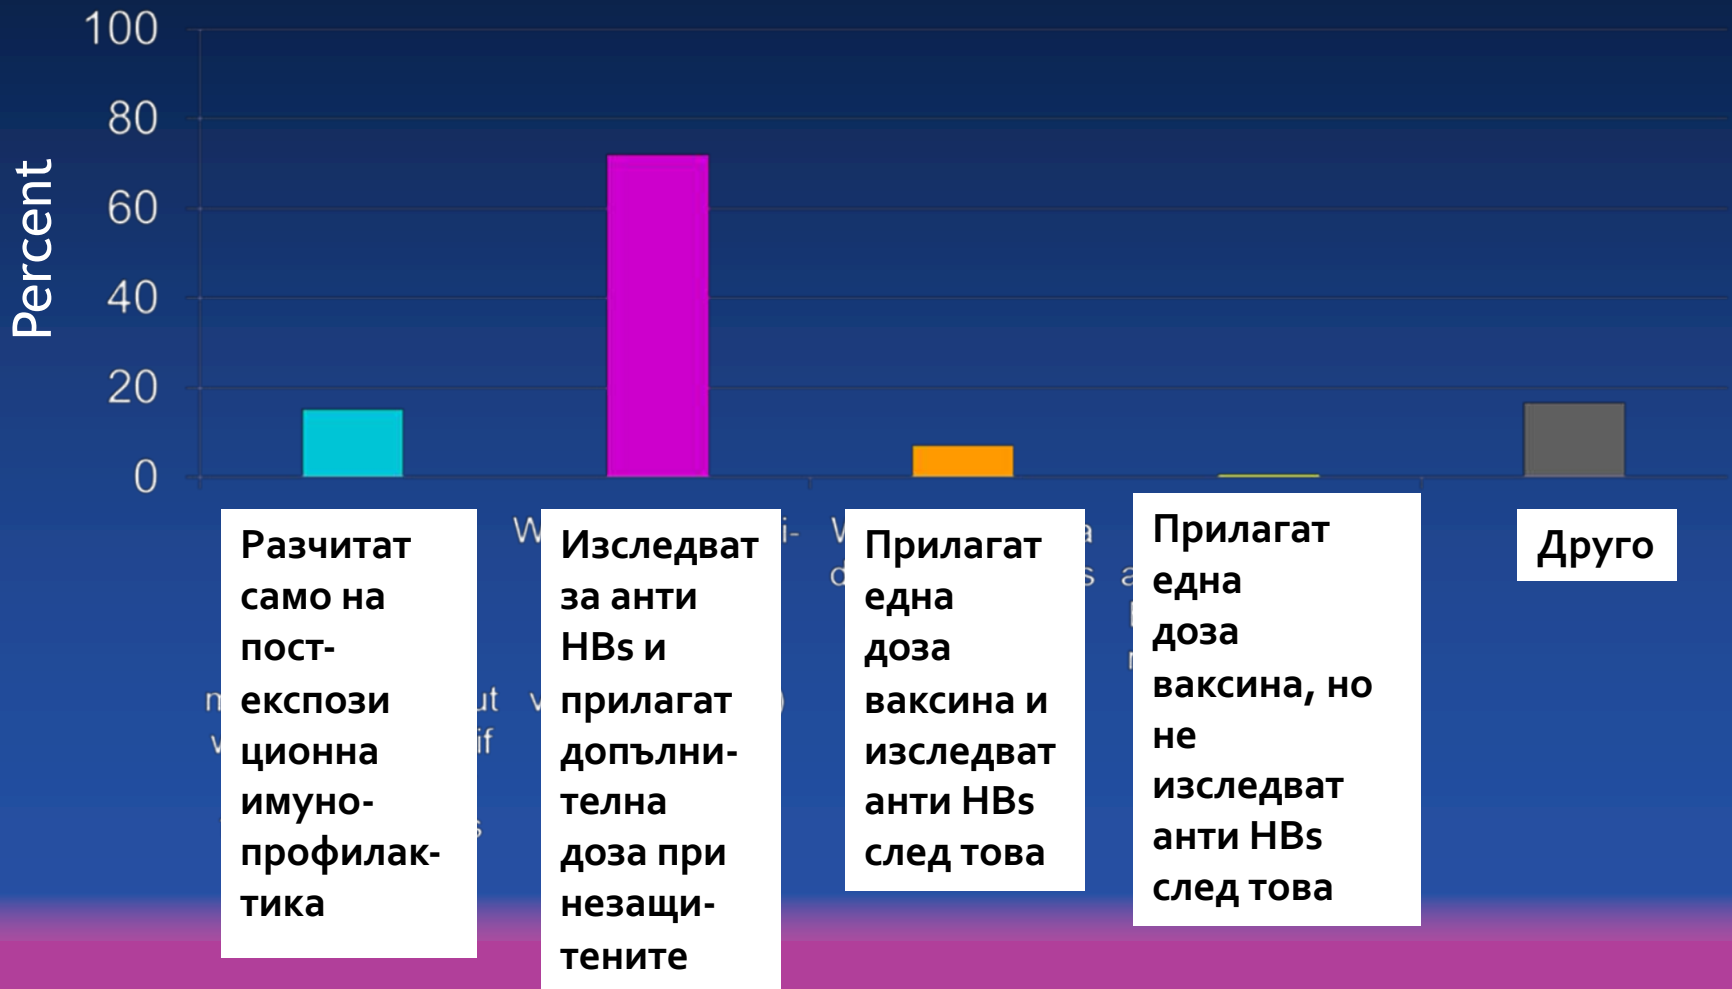 100
80
60
40
20
0
Percent
Разчитат
само на
пост-
експози
ционна
имуно-
профилак-
тика
Изследват
за анти
HBs и
прилагат
допълни-
телна
доза при
незащи-
тените
Прилагат
една
доза
ваксина и
изследват
анти HBs
след това
Прилагат
една
доза
ваксина, но
не
изследват
анти HBs
след това
Друго